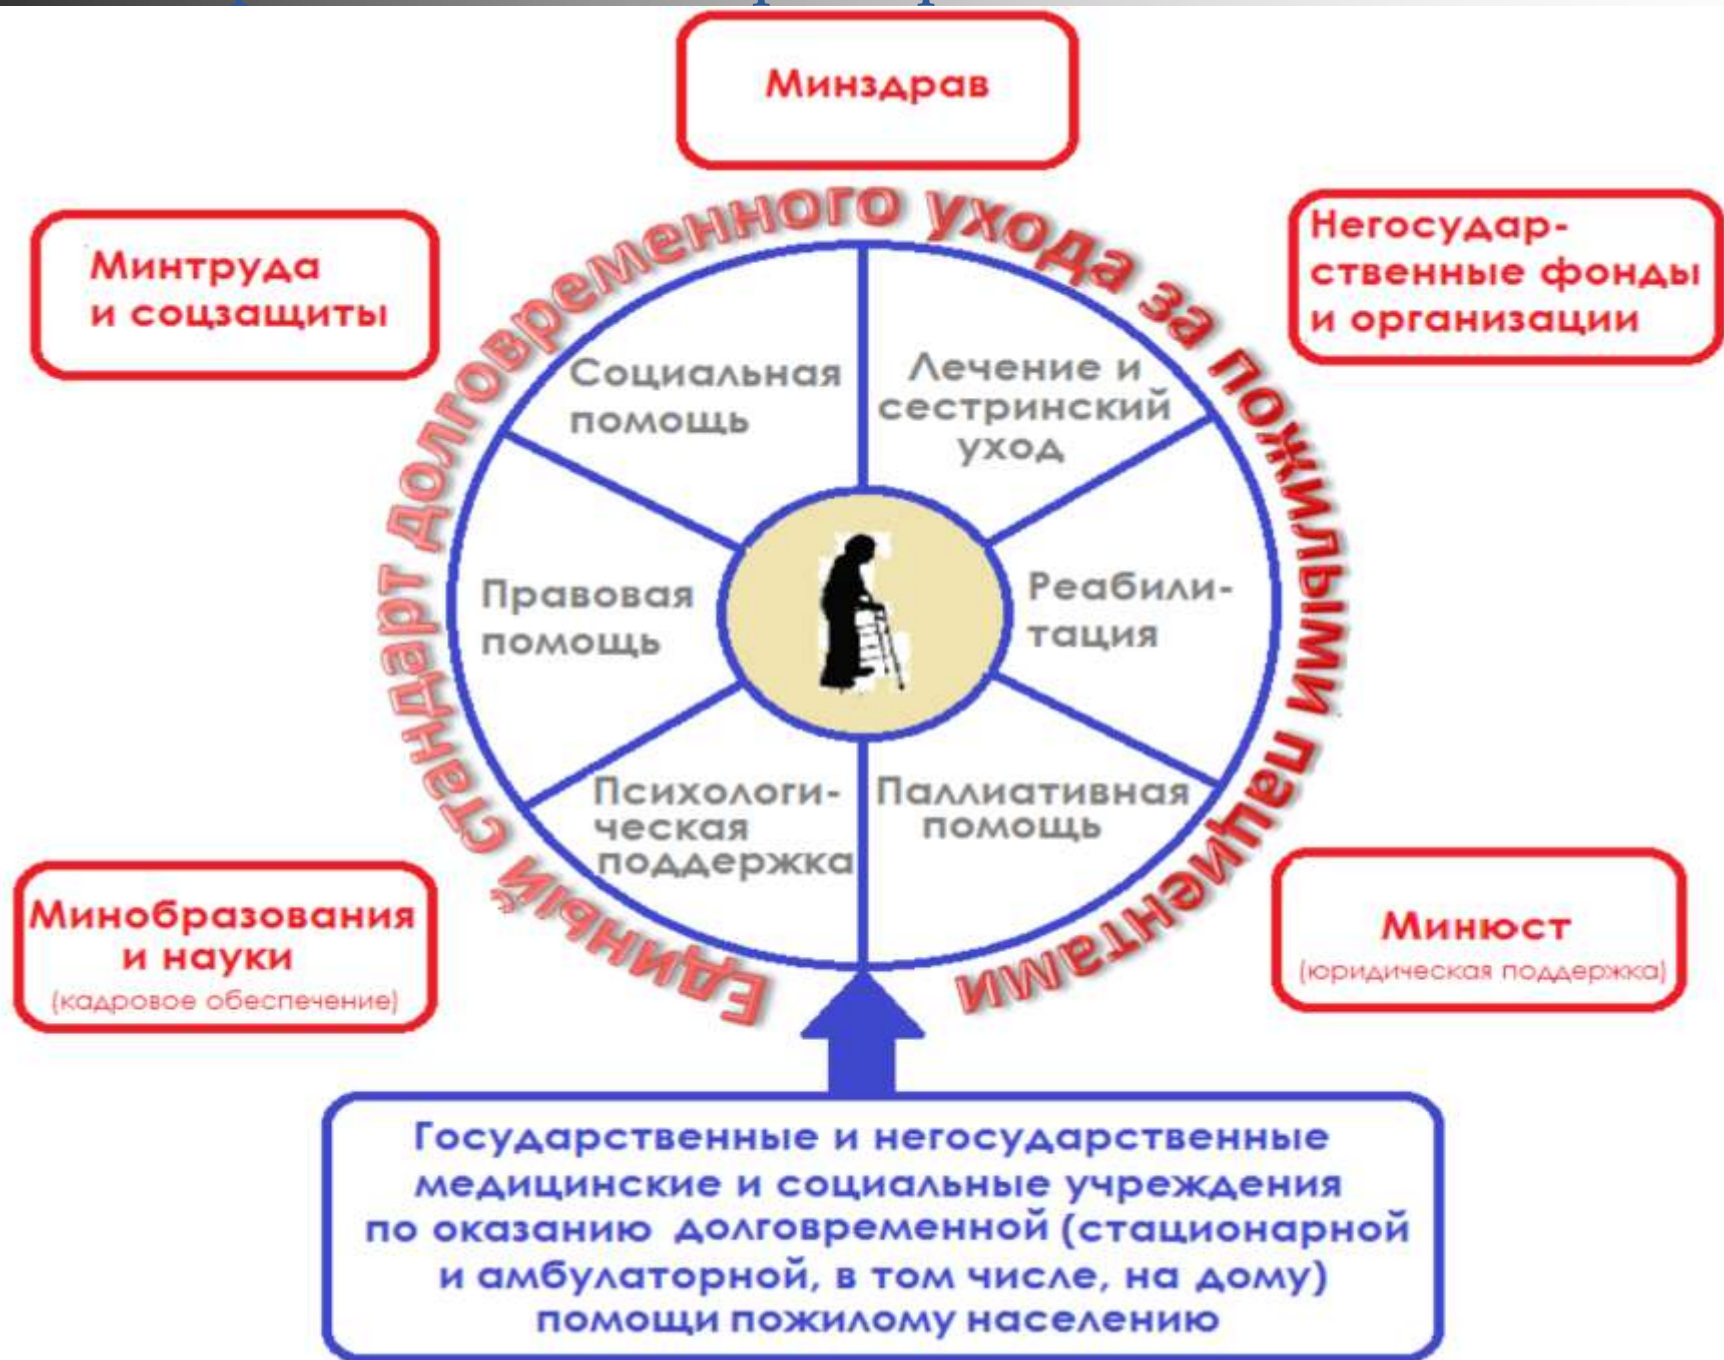 Минздрав
Минтруда
и соцзащиты
Негосудар-
ственные фонды
и организации
Единый стандарт долговременного ухода за пожилыми пациентами
Социальная
помощь
Лечение и
сестринский
уход
Правовая
помощь
Реабили-
тация
Психологи-
ческая
поддержка
Паллиативная
помощь
Минобразования
и науки
(кадровое обеспечение)
Минюст
(юридическая поддержка)
Государственные и негосударственные
медицинские и социальные учреждения
по оказанию долговременной (стационарной
и амбулаторной, в том числе, на дому)
помощи пожилому населению